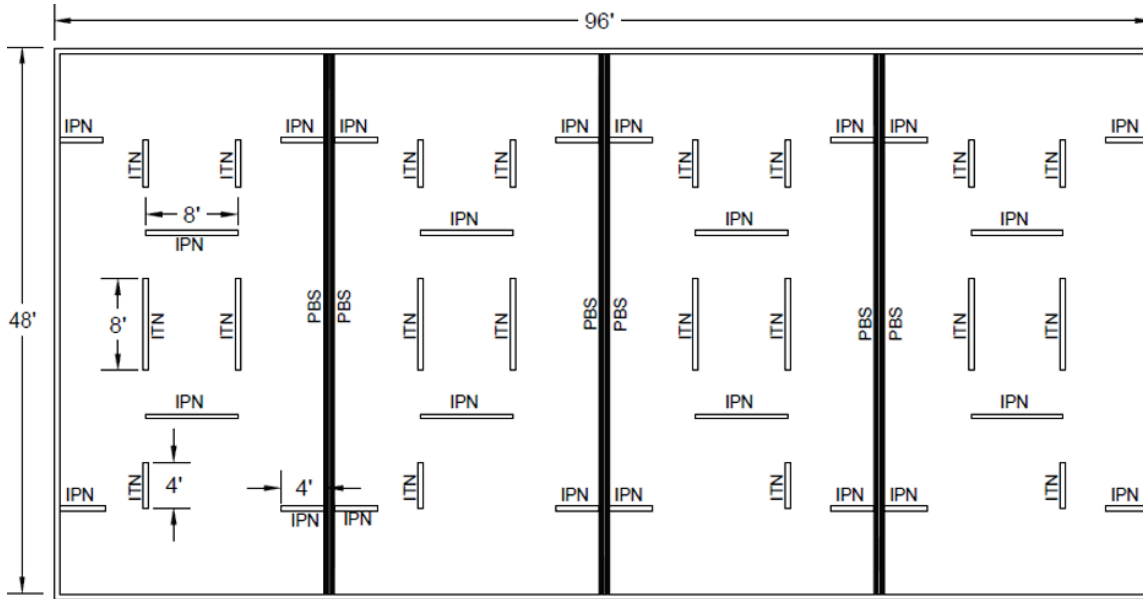 96'
IPN IPN IPN IPN IPN IPN IPN IPN
ITN ITN ITN ITN ITN ITN ITN ITN
8'
IPN IPN IPN IPN
48'
8'
ITN ITN PBS PBS ITN ITN PBS PBS ITN ITN PBS PBS ITN ITN
IPN IPN IPN IPN
ITN 4' ITN ITN ITN
4'
IPN IPN IPN IPN IPN IPN IPN IPN